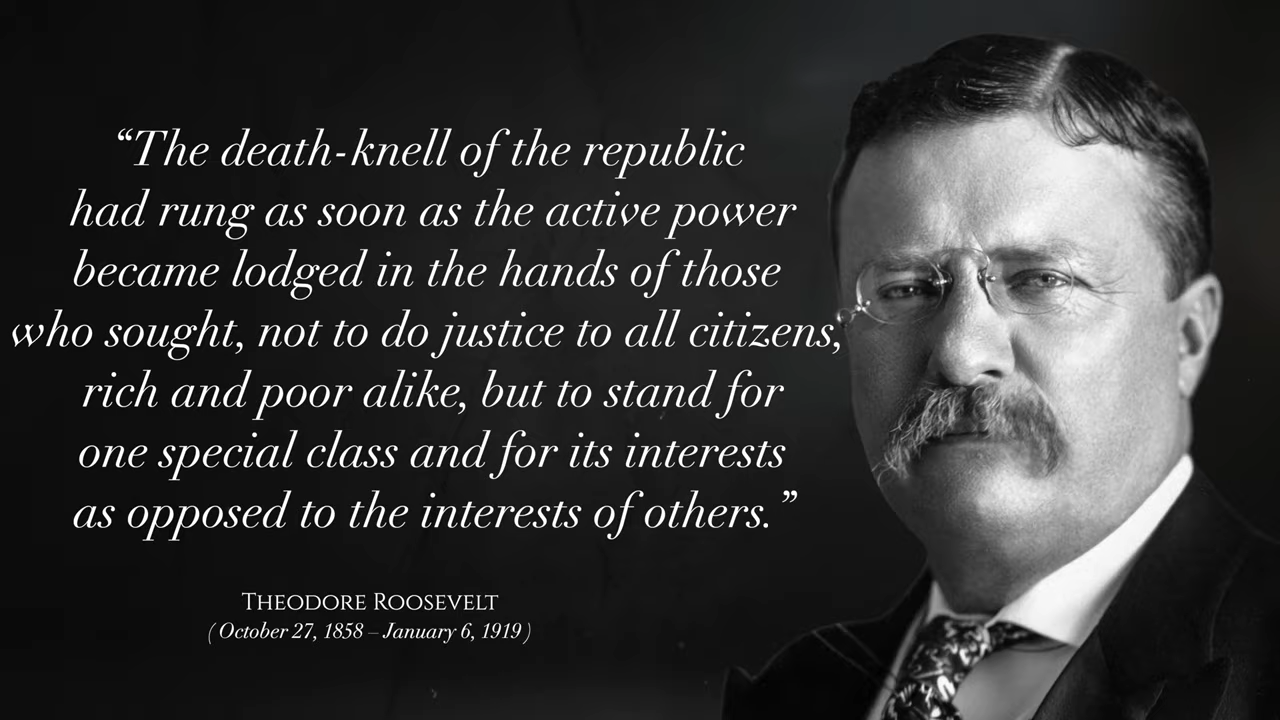 “The death-knell of the republic
had rung as soon as the active power
became lodged in the hands of those
who sought, not to do justice to all citizens,
rich and poor alike, but to stand for
one special class and for its interests
as opposed to the interests of others.”
Theodore Roosevelt
( October 27, 1858 – January 6, 1919 )